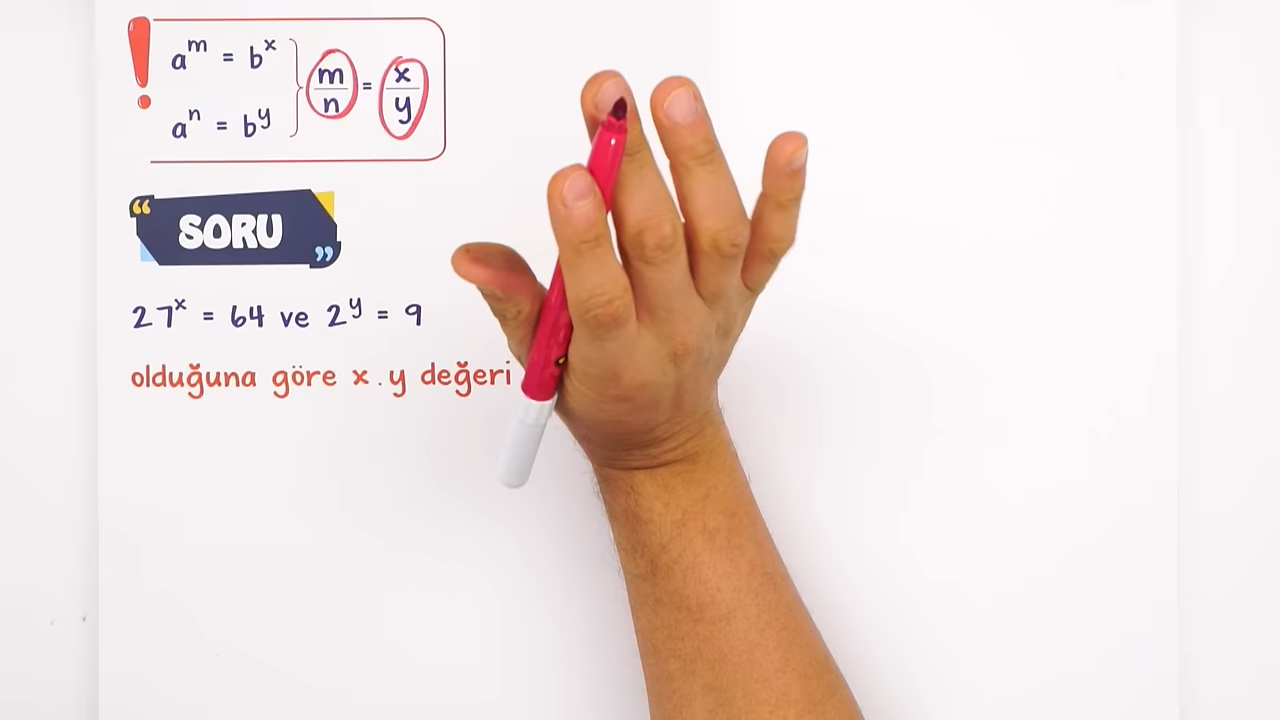 a^m = b^x
a^n = b^y
m/n = x/y
SORU
27^x = 64 ve 2^y = 9
olduğuna göre x . y değeri